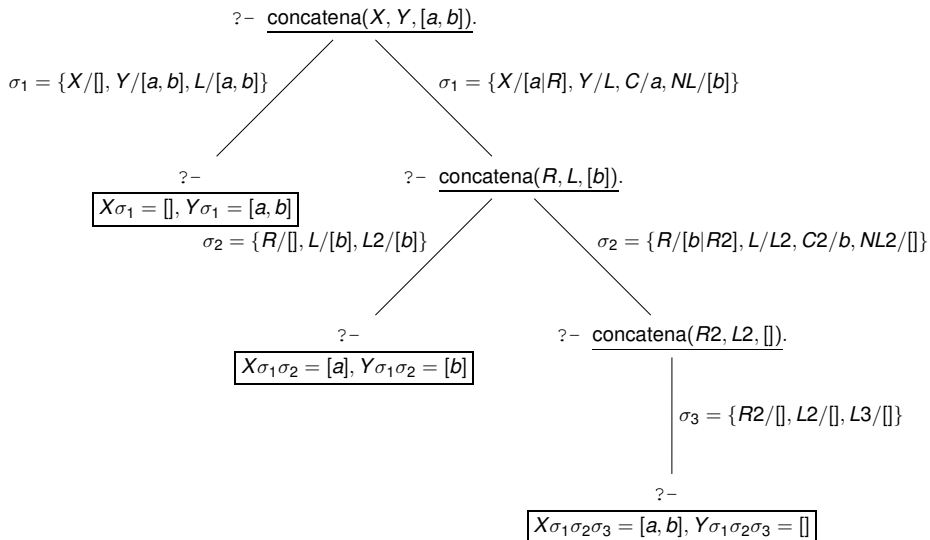 ?- concatena(X, Y, [a, b]).
σ1 = {X/[], Y/[a, b], L/[a, b]}
σ1 = {X/[a|R], Y/L, C/a, NL/[b]}
?-
Xσ1 = [], Yσ1 = [a, b]
?- concatena(R, L, [b]).
σ2 = {R/[], L/[b], L2/[b]}
σ2 = {R/[b|R2], L/L2, C2/b, NL2/[]}
?-
Xσ1σ2 = [a], Yσ1σ2 = [b]
?- concatena(R2, L2, []).
σ3 = {R2/[], L2/[], L3/[]}
?-
Xσ1σ2σ3 = [a, b], Yσ1σ2σ3 = []